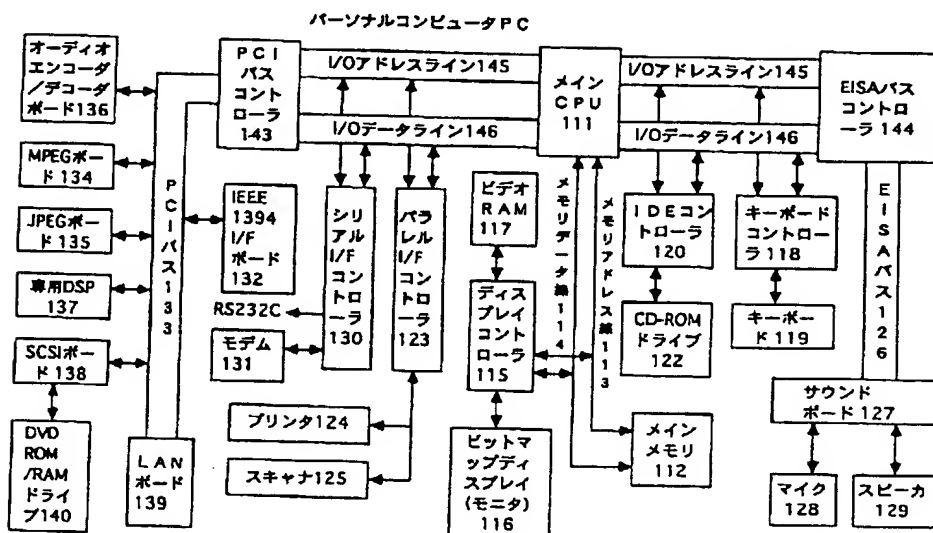 パーソナルコンピュータPC
オーディオ
エンコーダ
/デコーダ
ボード136
MPEGボー
ド134
JPEGボー
ド135
専用DSP
137
SCSIボー
ド138
DVD
ROM
/RAM
ドライ
ブ140
PCIバス133
LAN
ボード
139
PCI
バス
コント
ローラ
143
I/Oアドレスライン145
I/Oデータライン146
IEEE
1394
I/F
ボード
132
シリ
アル
I/F
コン
トロ
ーラ
130
パラ
レル
I/F
コン
トロ
ーラ
123
RS232C
モデム
131
プリンタ124
スキャナ125
メイン
CPU
111
ビデオ
RAM
117
ディス
プレイ
コント
ローラ
115
ビットマ
ップディ
スプレイ
(モニタ)
116
メモリデータ線114
メモリアドレス線113
メイン
メモリ
112
I/Oアドレスライン145
I/Oデータライン146
IDEコン
トローラ
120
CD-ROM
ドライブ
122
キーボード
コントロー
ラ118
キーボー
ド119
EISAバス
コントロ
ーラ144
EISAバス126
サウンド
ボード127
マイク
128
スピーカ
129